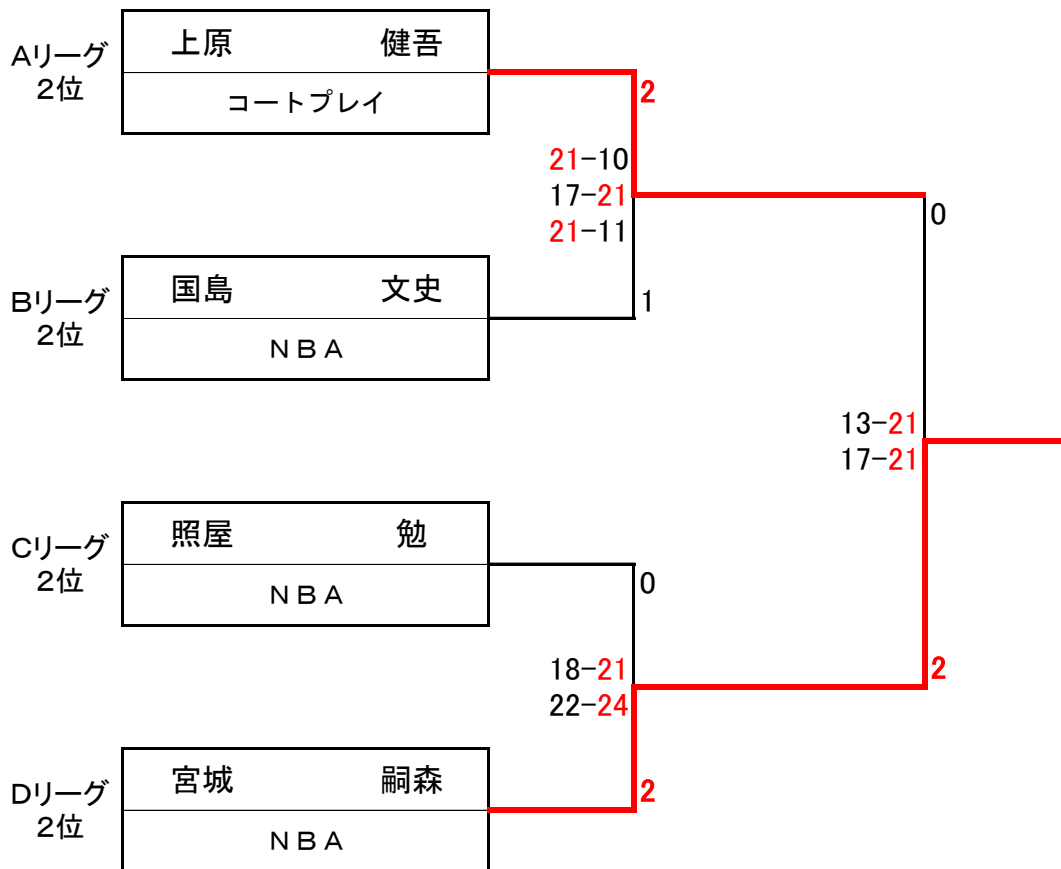 Aリーグ
2位
上原 健吾
コートプレイ
2
21-10
17-21
21-11
0
Bリーグ
2位
国島 文史
NBA
1
13-21
17-21
Cリーグ
2位
照屋 勉
NBA
0
18-21
22-24
2
Dリーグ
2位
宮城 嗣森
NBA
2